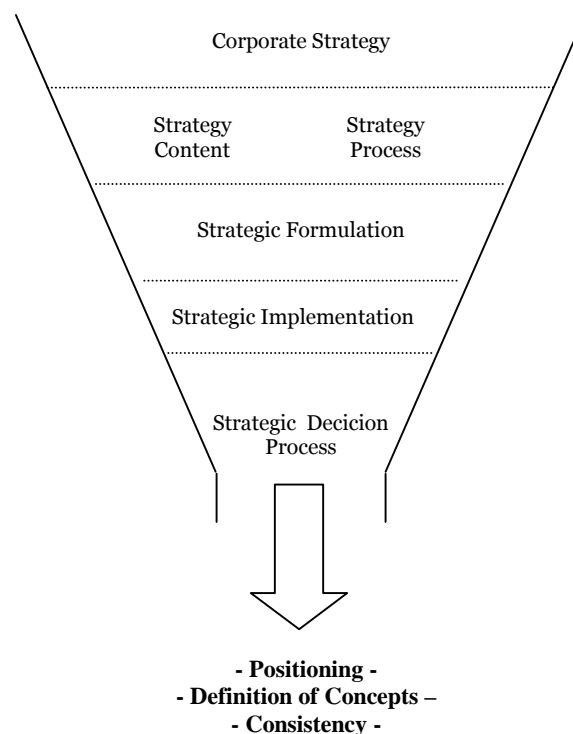 Corporate Strategy
Strategy Strategy
Content Process
Strategic Formulation
Strategic Implementation
Strategic Decicion
Process
- Positioning -
- Definition of Concepts –
- Consistency -